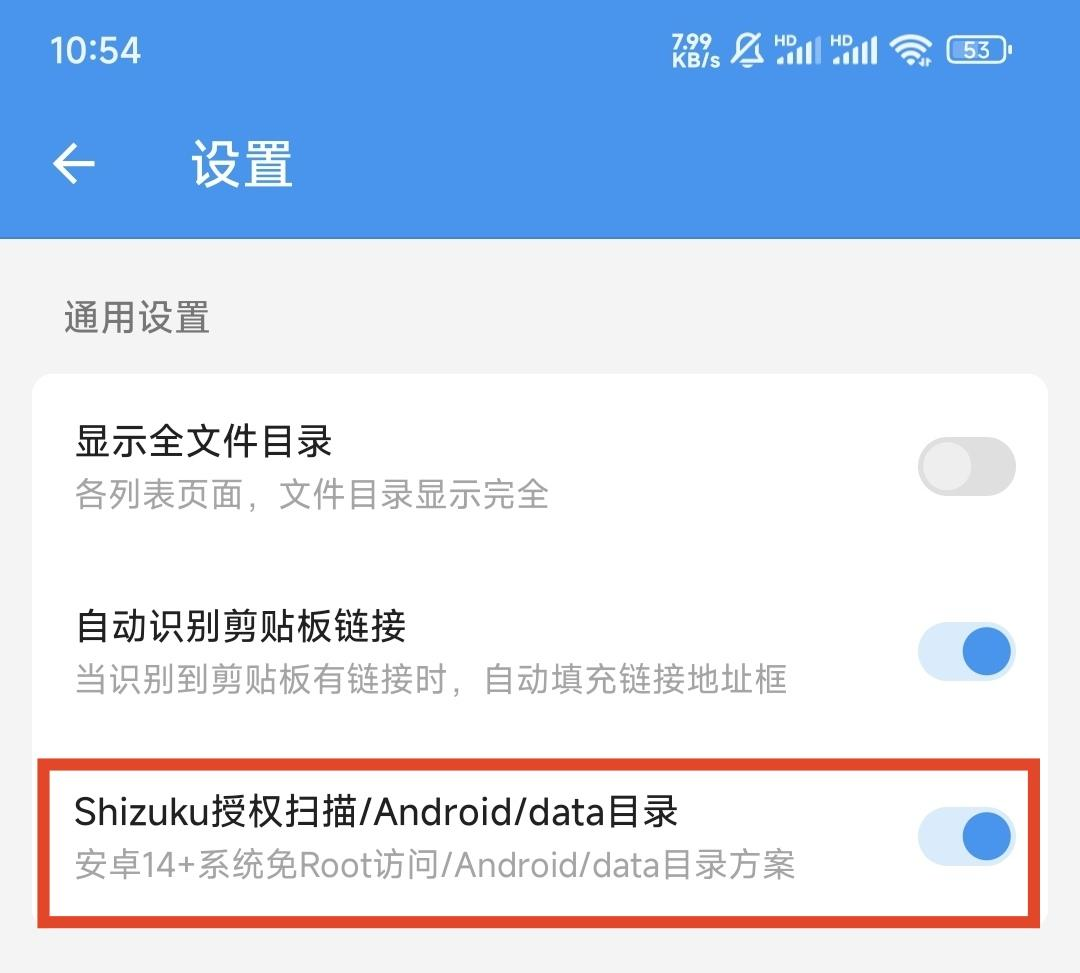 10:54
7.99
KB/s
HD
HD
53
设置
通用设置
显示全文件目录
各列表页面，文件目录显示完全
自动识别剪贴板链接
当识别到剪贴板有链接时，自动填充链接地址框
Shizuku授权扫描/Android/data目录
安卓14+系统免Root访问/Android/data目录方案